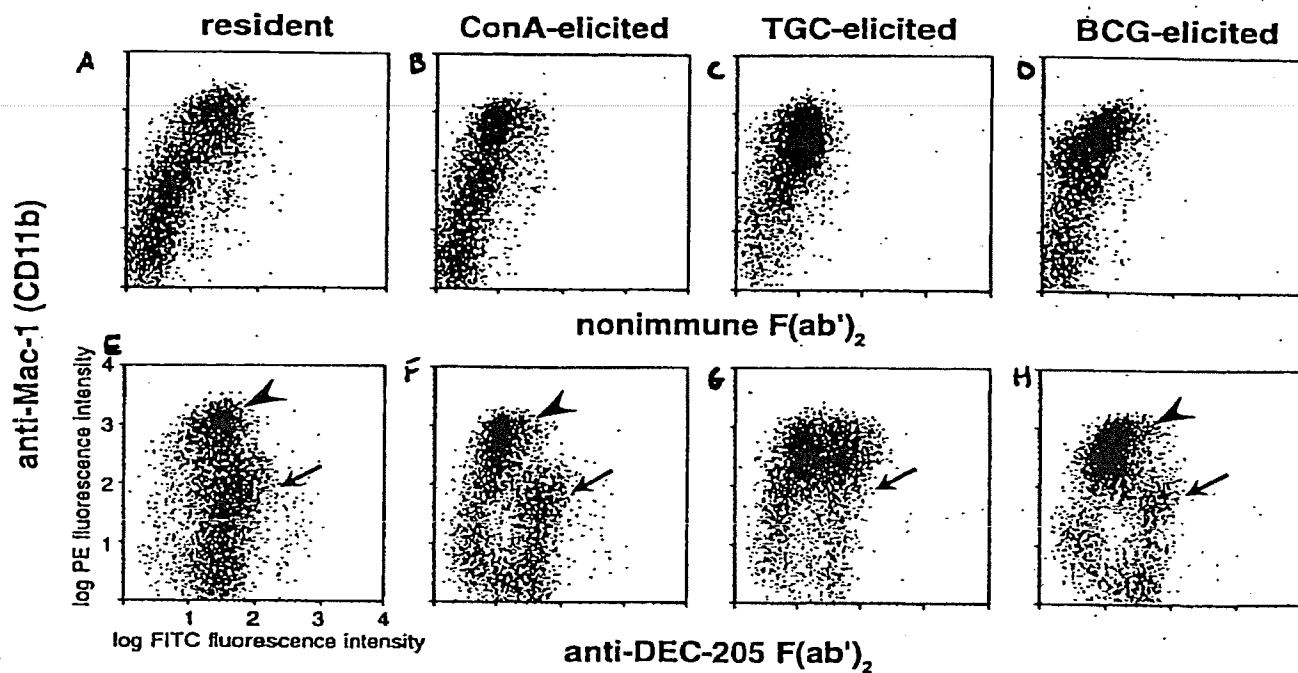 resident ConA-elicited TGC-elicited BCG-elicited
A B C D
anti-Mac-1 (CD11b)
nonimmune F(ab')₂
E F G H
log PE fluorescence intensity
4
3
2
1
1 2 3 4
log FITC fluorescence intensity
anti-DEC-205 F(ab')₂